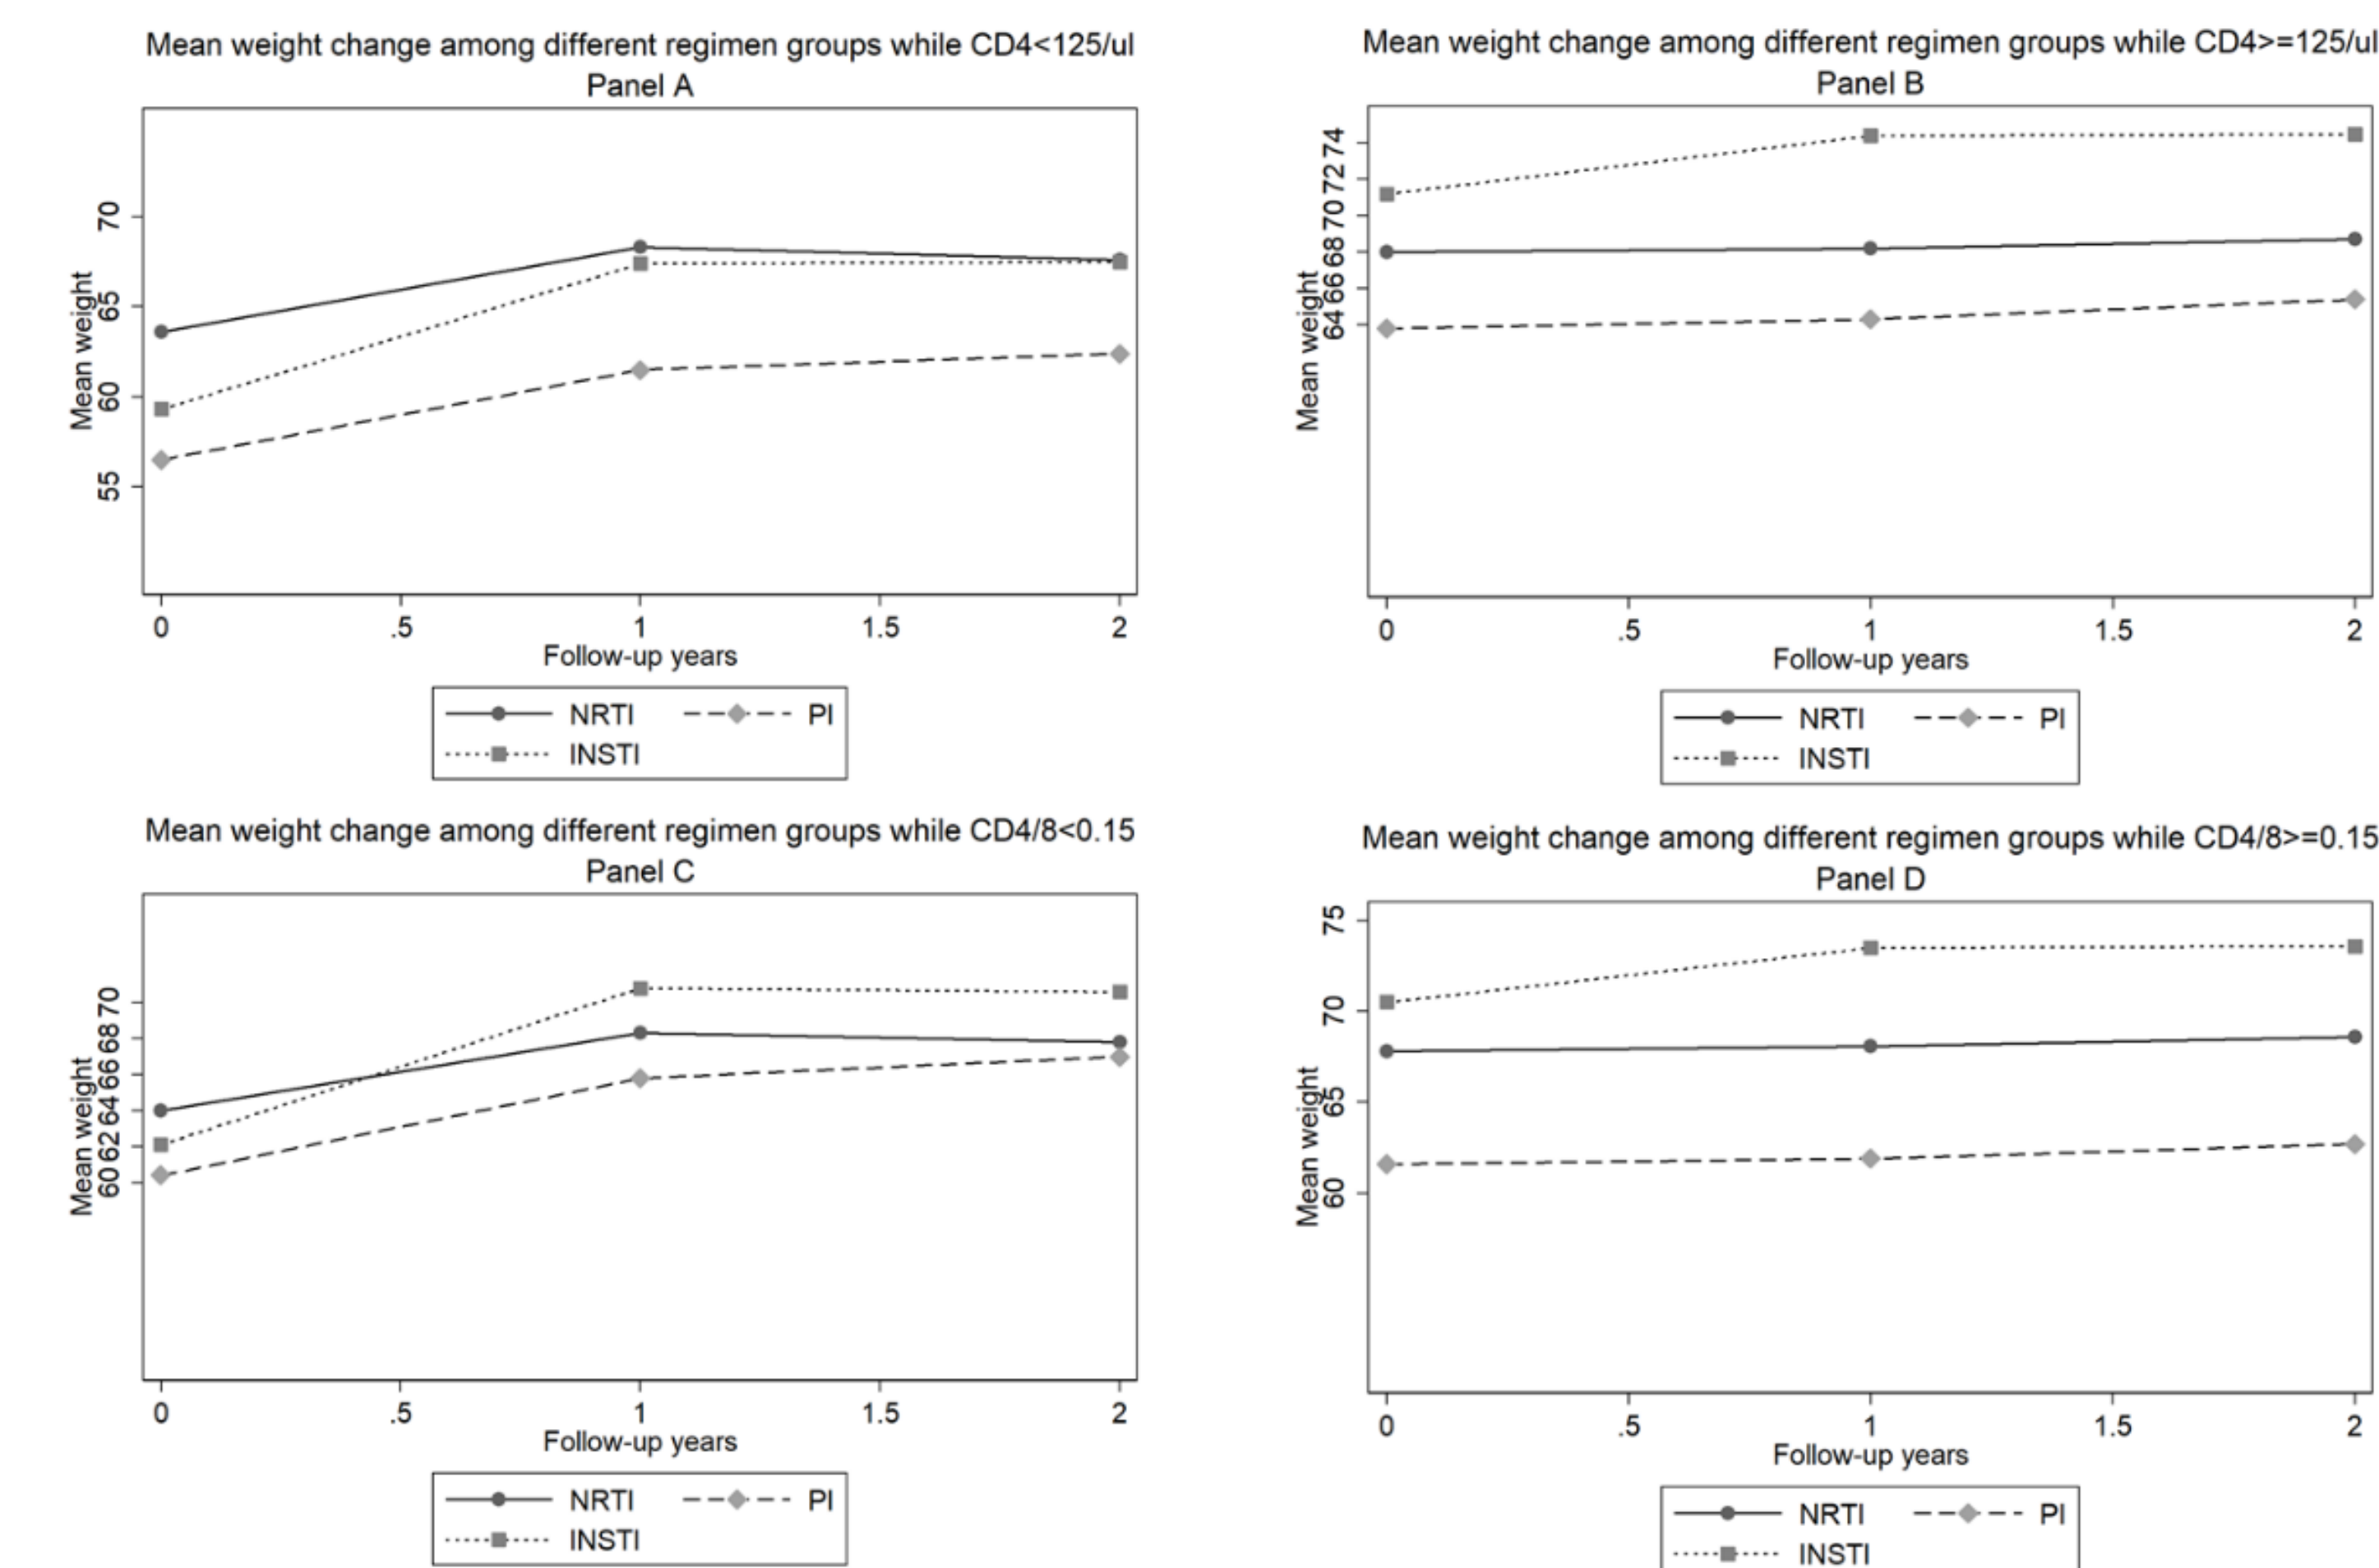 Mean weight change among different regimen groups while CD4<125/ul
Panel A
Mean weight
70
65
60
55
0 .5 1 1.5 2
Follow-up years
NRTI PI
INSTI
Mean weight change among different regimen groups while CD4>=125/ul
Panel B
Mean weight
74
72
70
68
66
64
0 .5 1 1.5 2
Follow-up years
NRTI PI
INSTI
Mean weight change among different regimen groups while CD4/8<0.15
Panel C
Mean weight
70
68
66
64
62
60
0 .5 1 1.5 2
Follow-up years
NRTI PI
INSTI
Mean weight change among different regimen groups while CD4/8>=0.15
Panel D
Mean weight
75
70
65
60
0 .5 1 1.5 2
Follow-up years
NRTI PI
INSTI